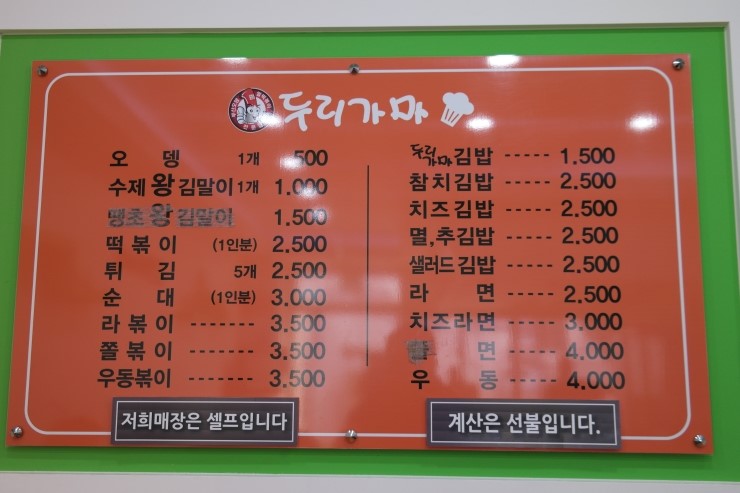 두리가마
오뎅 1개 500
수제왕김말이 1개 1.000
땡초왕김말이 1.500
떡볶이 (1인분) 2.500
튀김 5개 2.500
순대 (1인분) 3.000
라볶이 ------- 3.500
쫄볶이 ------- 3.500
우동볶이 ------- 3.500
저희매장은 셀프입니다
두리가마김밥 ----- 1.500
참치김밥 ----- 2.500
치즈김밥 ----- 2.500
멸,추김밥 ----- 2.500
샐러드김밥 ----- 2.500
라면 ----- 2.500
치즈라면 ----- 3.000
면 ----- 4.000
우동 ----- 4.000
계산은 선불입니다.